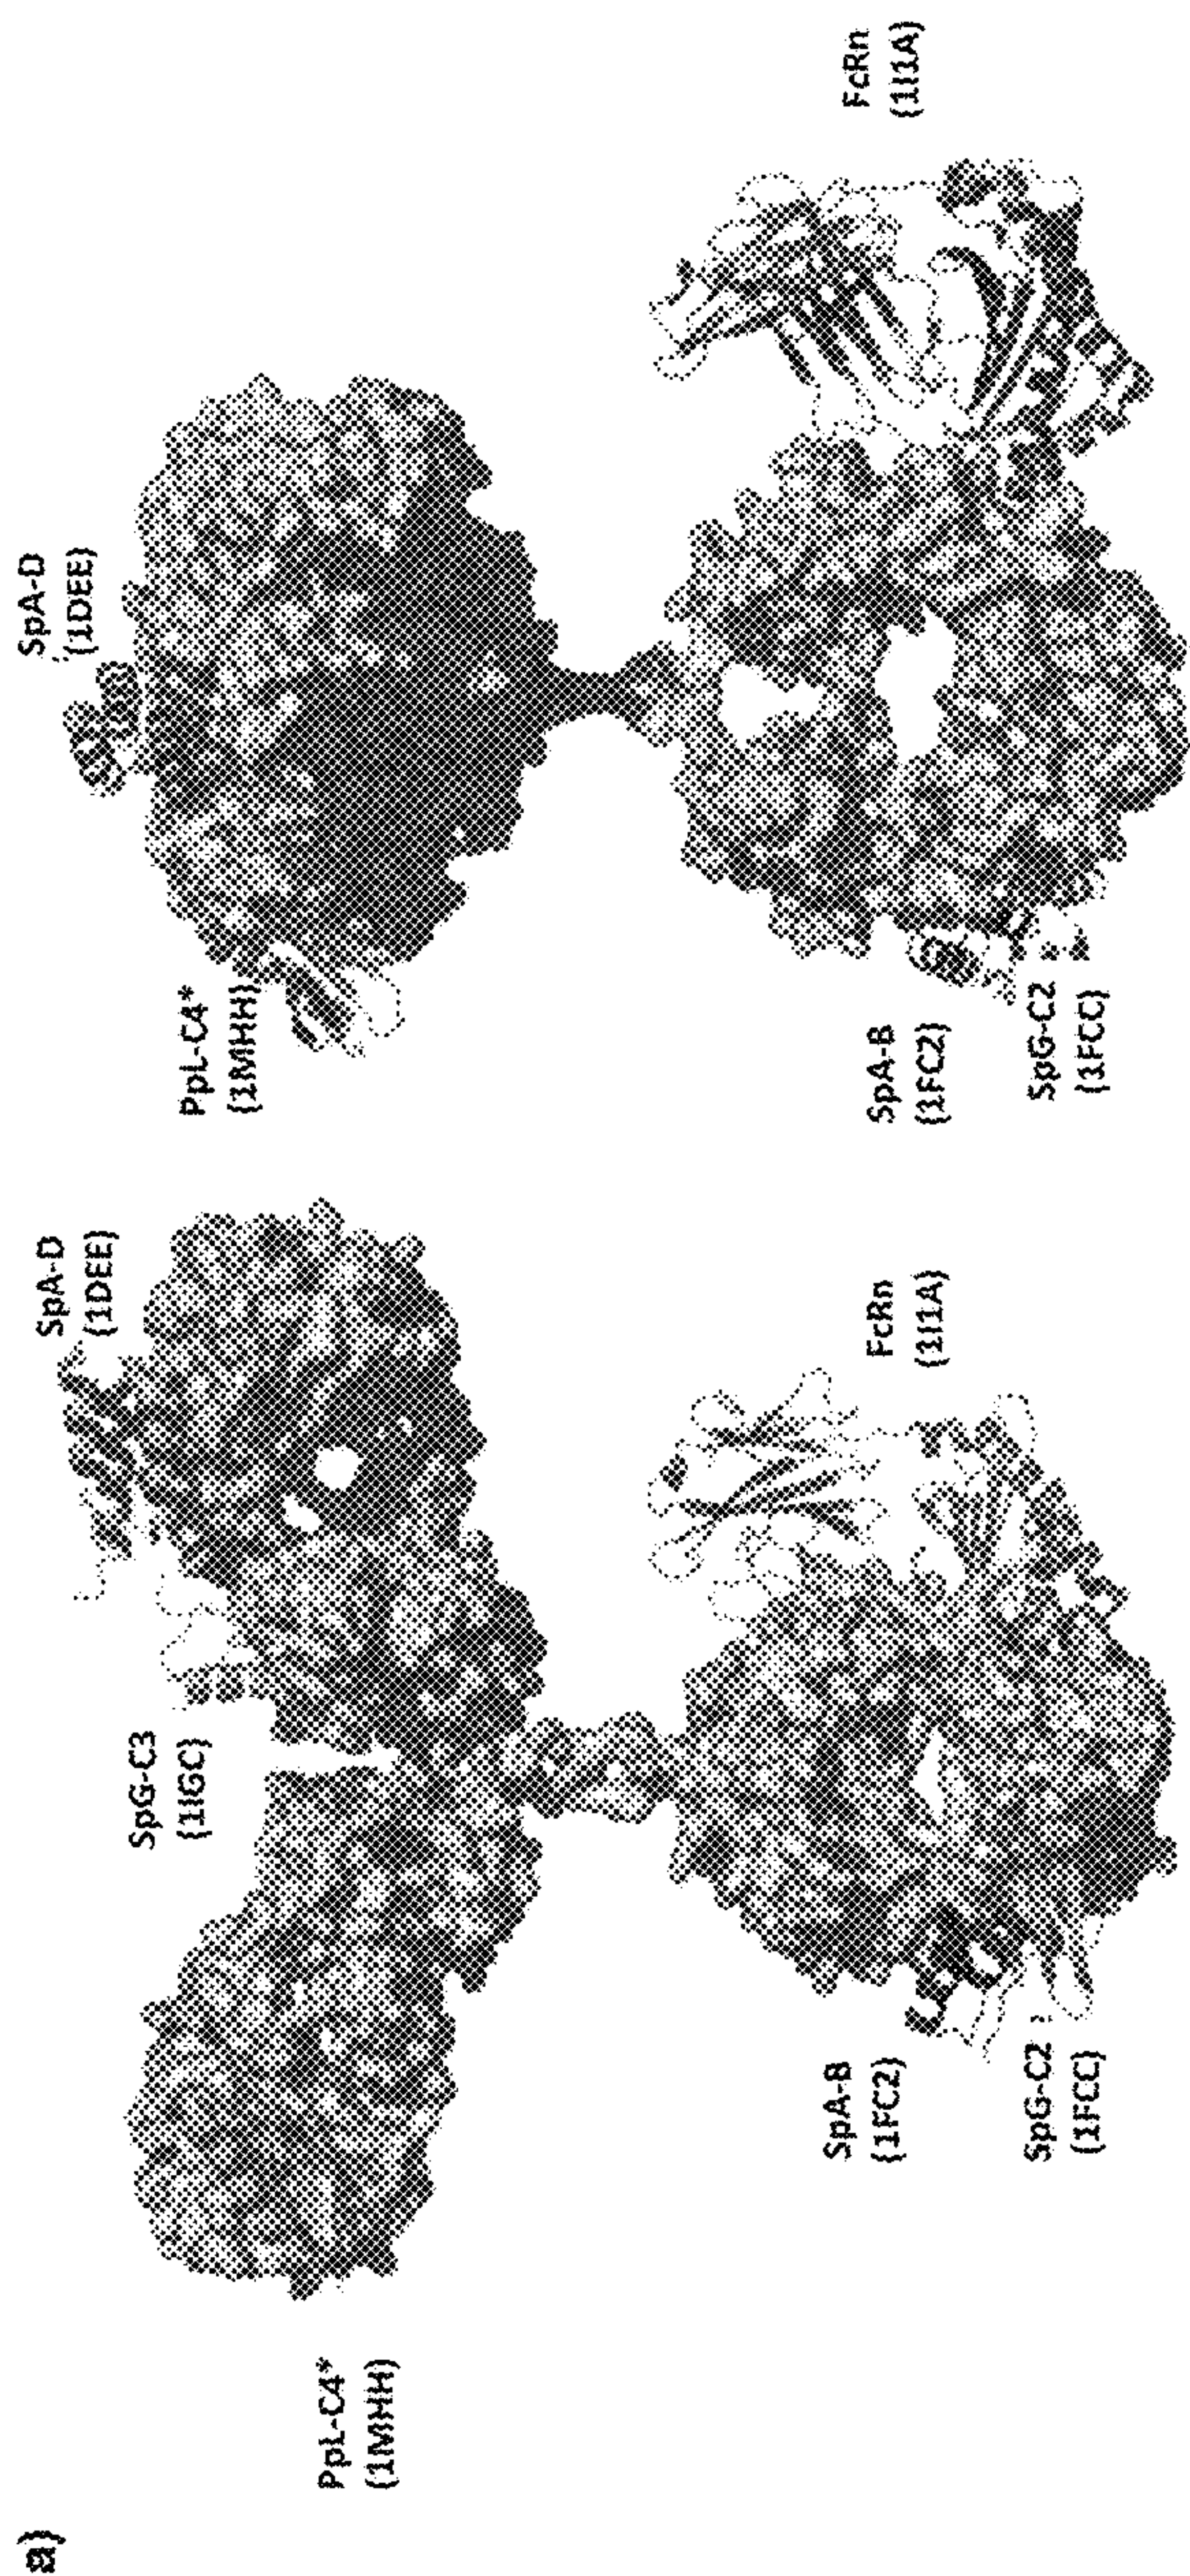 a)
PpL-C4*
{1MHH}
SpG-C3
{1IGC}
SpA-D
{1DEE}
SpA-B
{1FC2}
SpG-C2
{1FCC}
FcRn
{1I1A}
PpL-C4*
{1MHH}
SpA-D
{1DEE}
SpA-B
{1FC2}
SpG-C2
{1FCC}
FcRn
{1I1A}